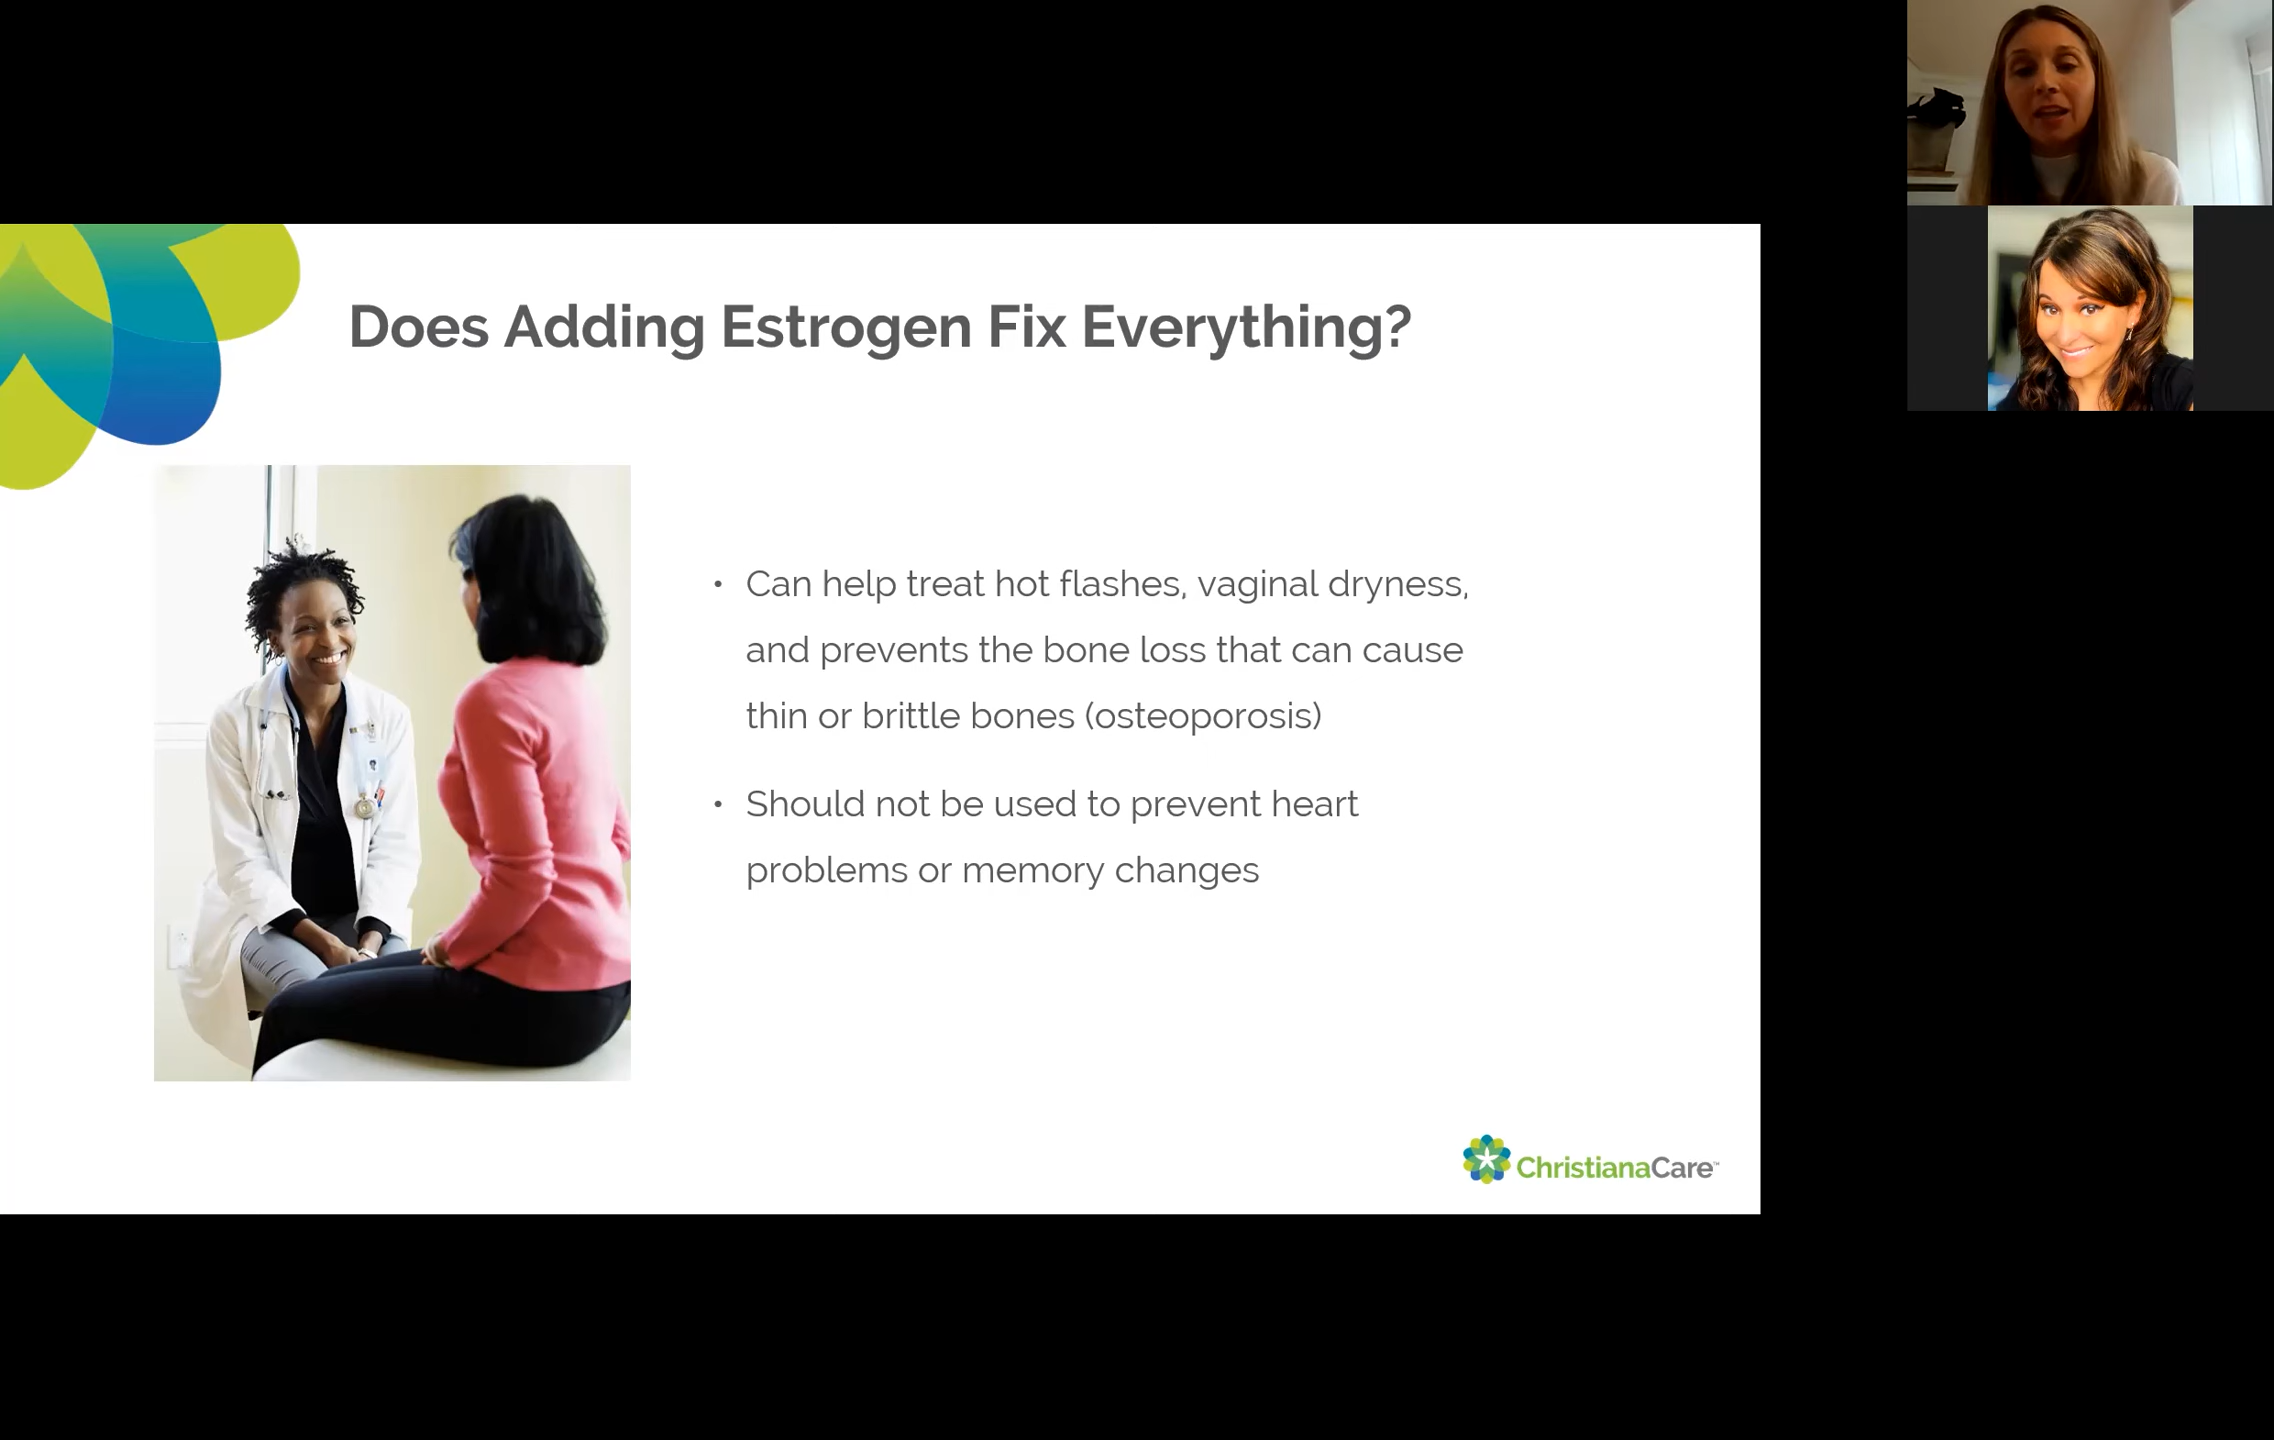 Does Adding Estrogen Fix Everything?
• Can help treat hot flashes, vaginal dryness,
and prevents the bone loss that can cause
thin or brittle bones (osteoporosis)
• Should not be used to prevent heart
problems or memory changes
ChristianaCare™